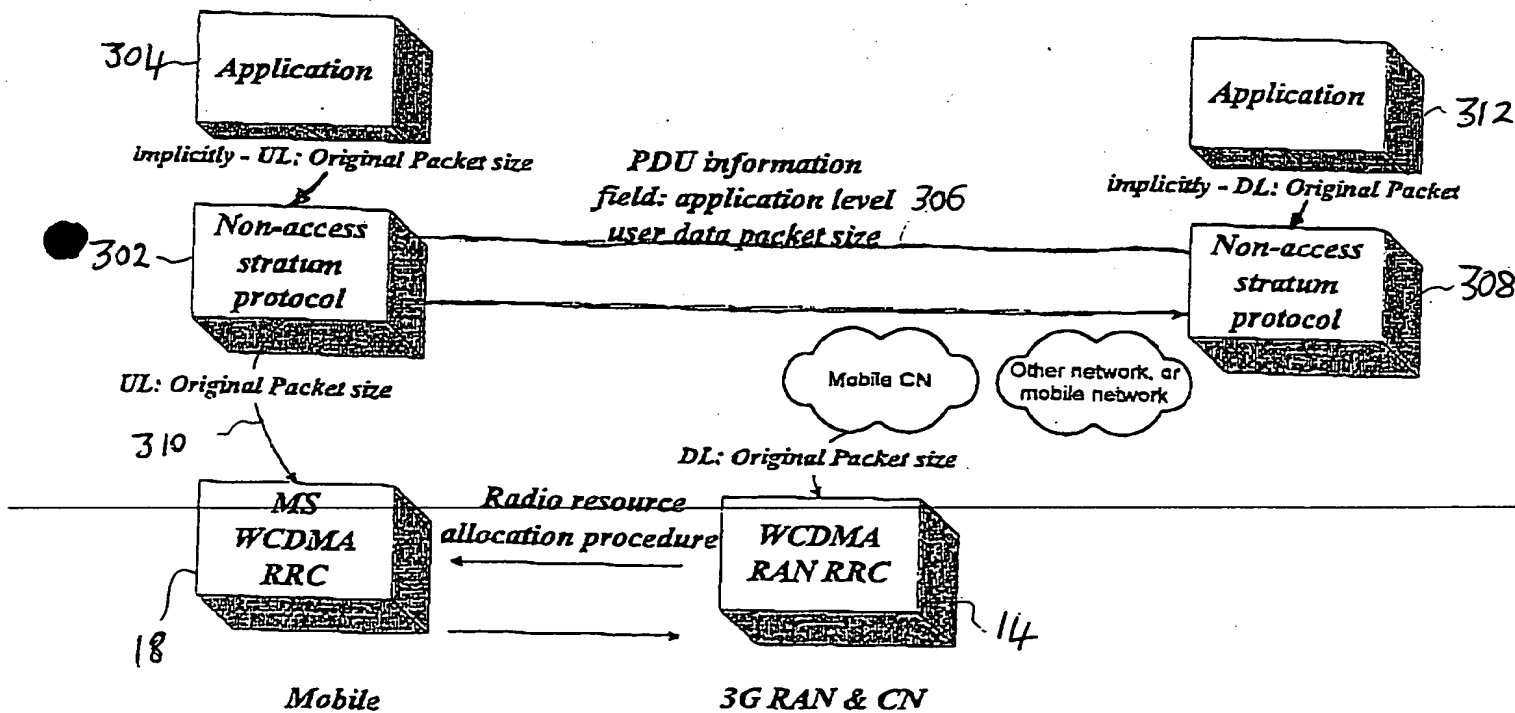 304
Application
Application
312
implicitly - UL: Original Packet size
PDU information
field: application level 306
user data packet size
implicitly - DL: Original Packet
302
Non-access
stratum
protocol
Non-access
stratum
protocol
308
UL: Original Packet size
310
Mobile CN
Other network, or
mobile network
DL: Original Packet size
MS
WCDMA
RRC
18
Radio resource
allocation procedure
WCDMA
RAN RRC
14
Mobile
3G RAN & CN